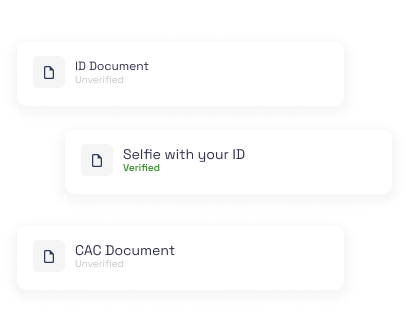 ID Document
Unverified
Selfie with your ID
Verified
CAC Document
Unverified